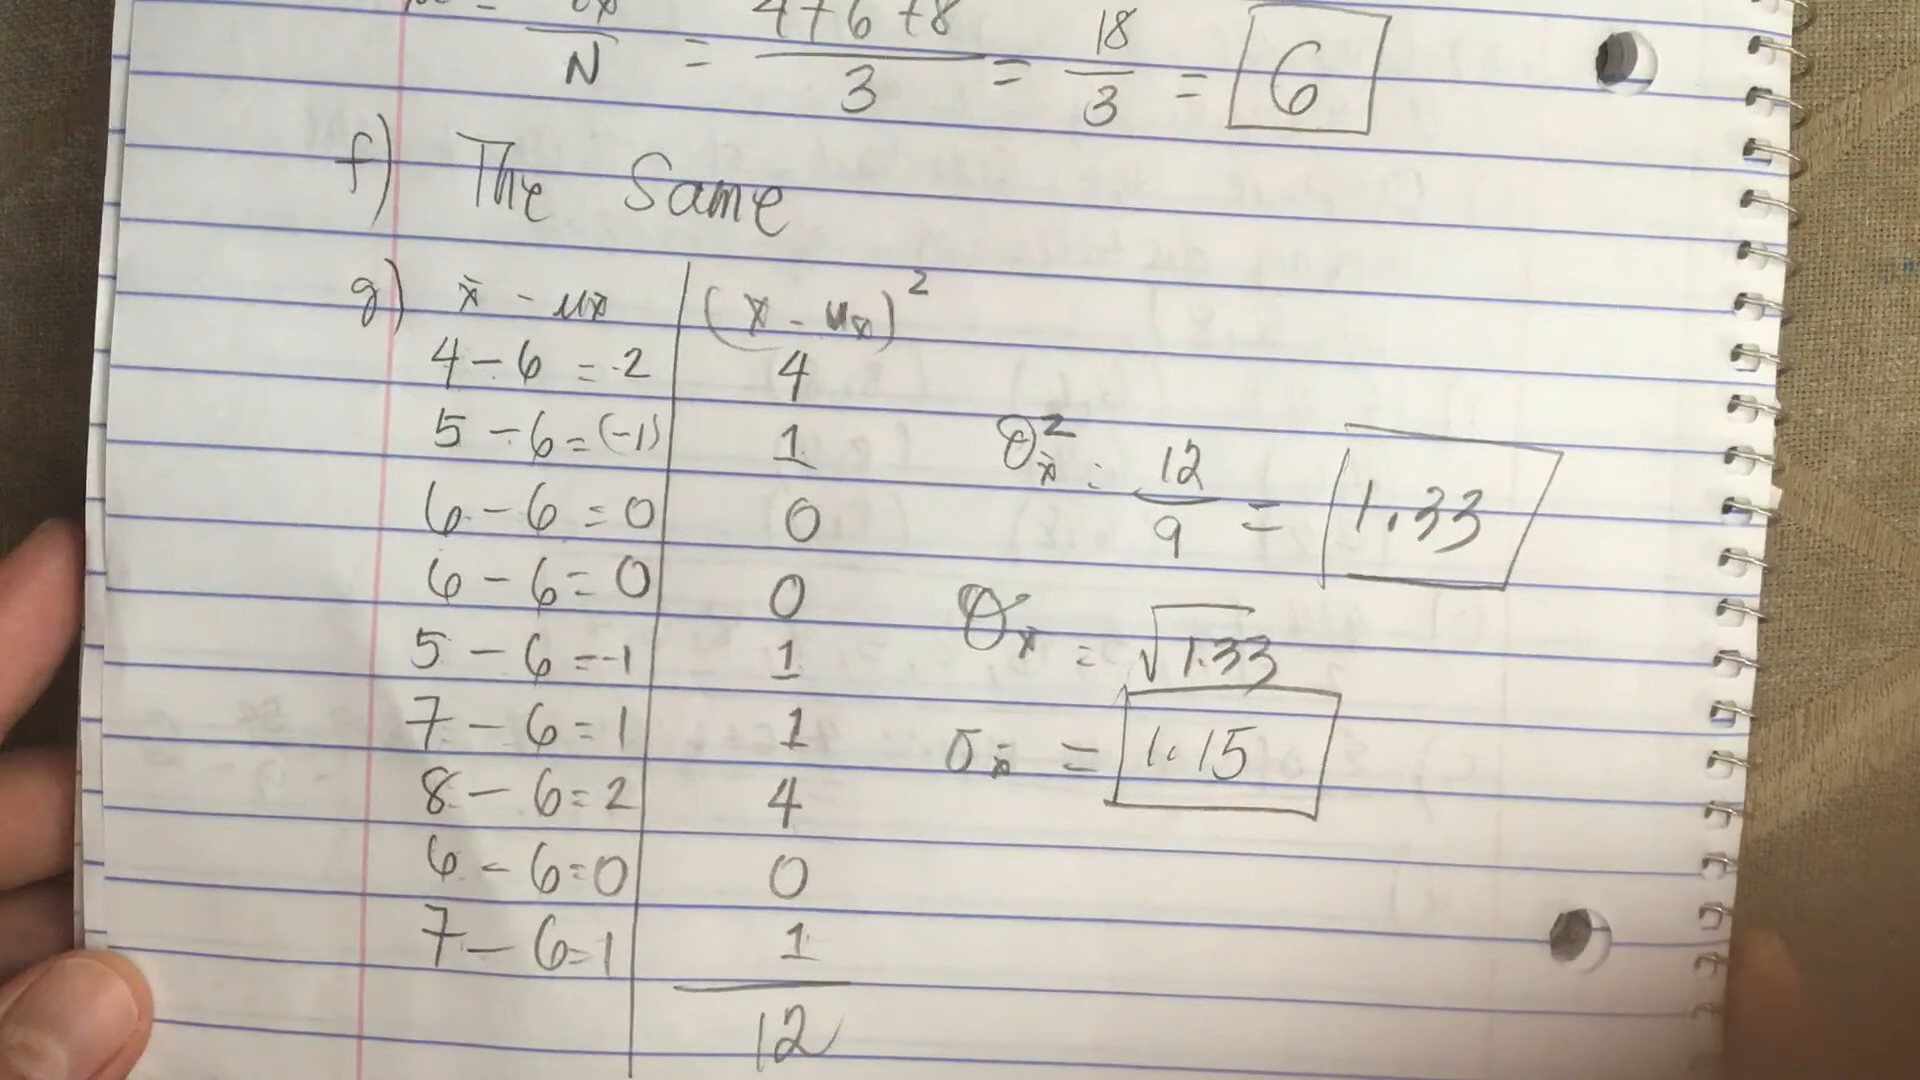 N = 4+6+8 / 3 = 18 / 3 = 6
f) The Same
g) x̄ - μx̄ (x̄ - μx̄)²
4 - 6 = -2 4
5 - 6 = (-1) 1
6 - 6 = 0 0
σ²x̄ = 12 / 9 = 1.33
6 - 6 = 0 0
σx̄ = √1.33
5 - 6 = -1 1
7 - 6 = 1 1
σx̄ = 1.15
8 - 6 = 2 4
6 - 6 = 0 0
7 - 6 = 1 1
12